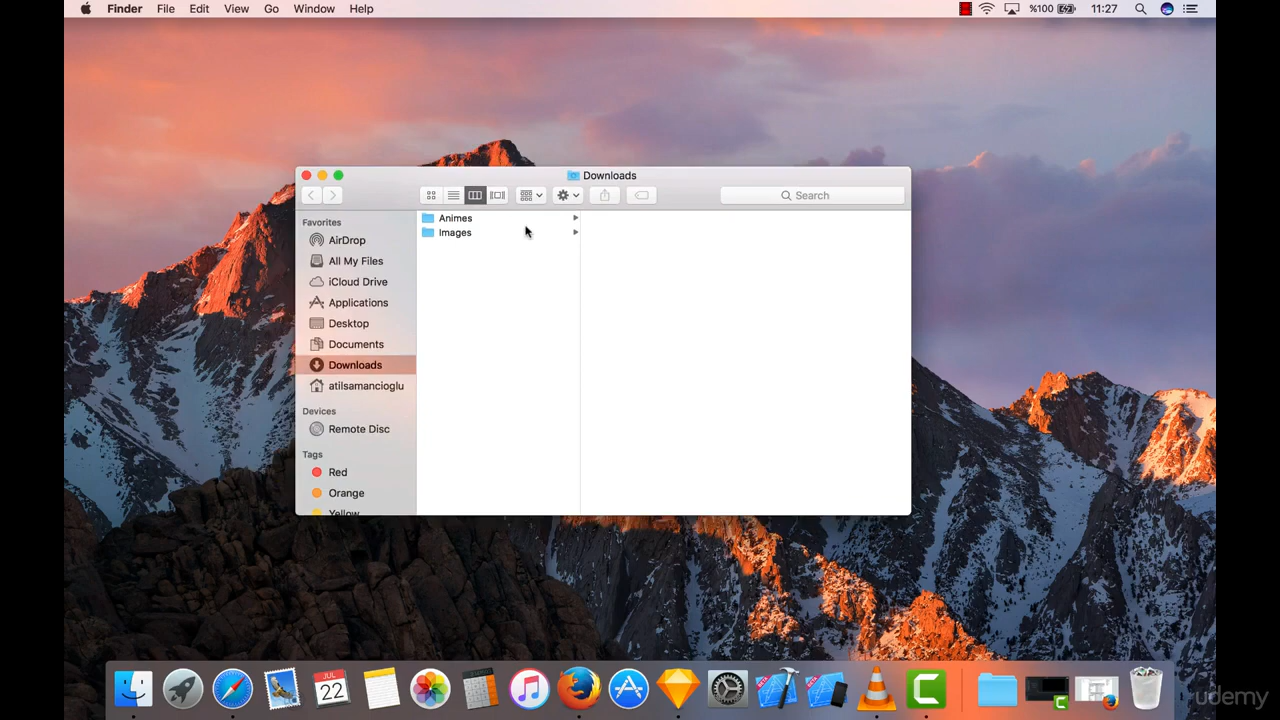 Finder File Edit View Go Window Help %100 11:27
Downloads
Search
Favorites
AirDrop
All My Files
iCloud Drive
Applications
Desktop
Documents
Downloads
atilsamancioglu
Devices
Remote Disc
Tags
Red
Orange
Yellow
Animes
Images
JUL
22
udemy